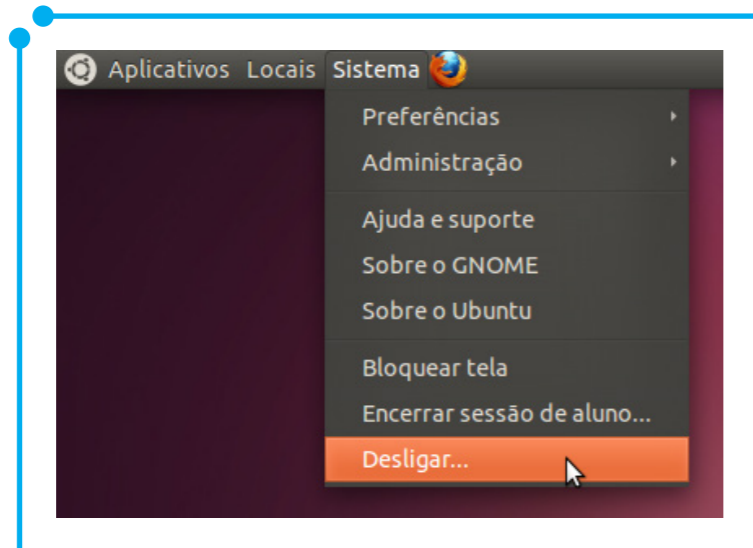 Aplicativos Locais Sistema
Preferências
Administração
Ajuda e suporte
Sobre o GNOME
Sobre o Ubuntu
Bloquear tela
Encerrar sessão de aluno...
Desligar...